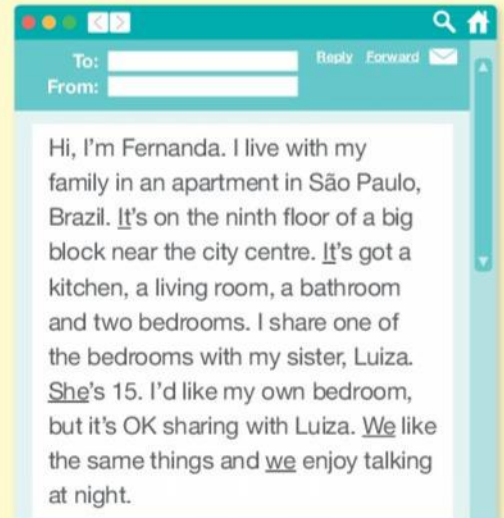 To:
Reply Forward
From:
Hi, I'm Fernanda. I live with my
family in an apartment in São Paulo,
Brazil. It's on the ninth floor of a big
block near the city centre. It's got a
kitchen, a living room, a bathroom
and two bedrooms. I share one of
the bedrooms with my sister, Luiza.
She's 15. I'd like my own bedroom,
but it's OK sharing with Luiza. We like
the same things and we enjoy talking
at night.